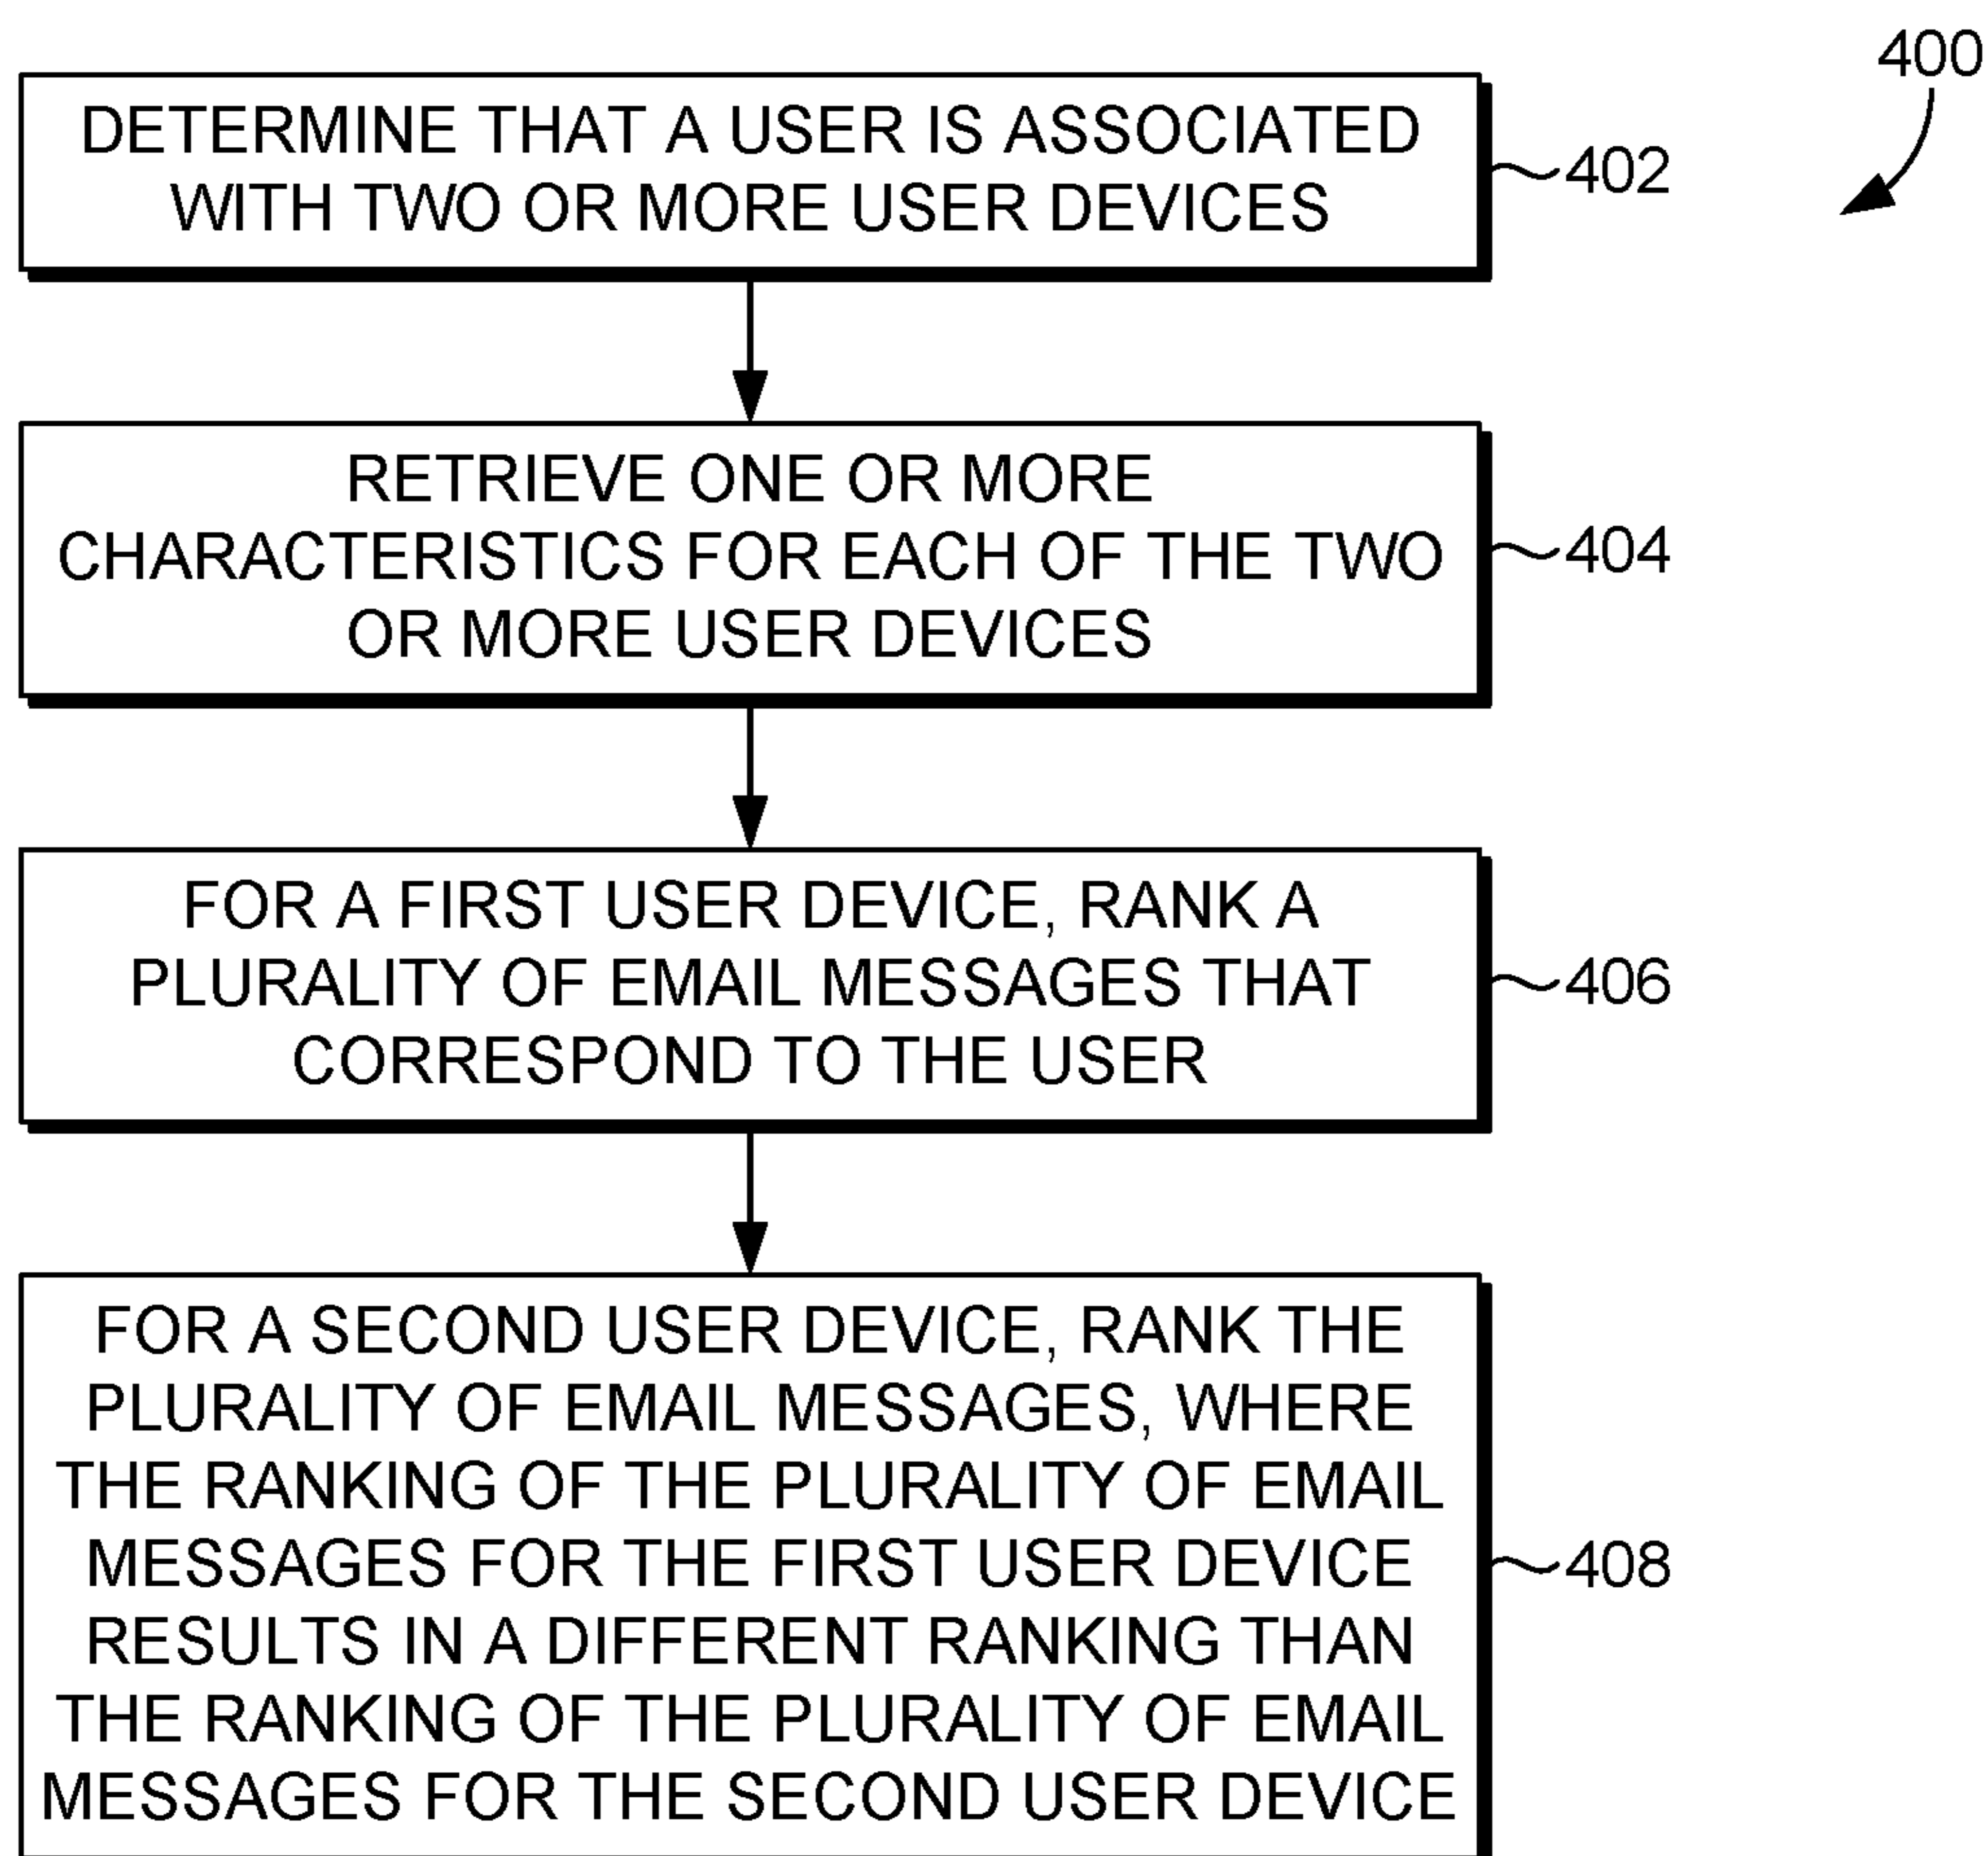 400
DETERMINE THAT A USER IS ASSOCIATED
WITH TWO OR MORE USER DEVICES
402
RETRIEVE ONE OR MORE
CHARACTERISTICS FOR EACH OF THE TWO
OR MORE USER DEVICES
404
FOR A FIRST USER DEVICE, RANK A
PLURALITY OF EMAIL MESSAGES THAT
CORRESPOND TO THE USER
406
FOR A SECOND USER DEVICE, RANK THE
PLURALITY OF EMAIL MESSAGES, WHERE
THE RANKING OF THE PLURALITY OF EMAIL
MESSAGES FOR THE FIRST USER DEVICE
RESULTS IN A DIFFERENT RANKING THAN
THE RANKING OF THE PLURALITY OF EMAIL
MESSAGES FOR THE SECOND USER DEVICE
408